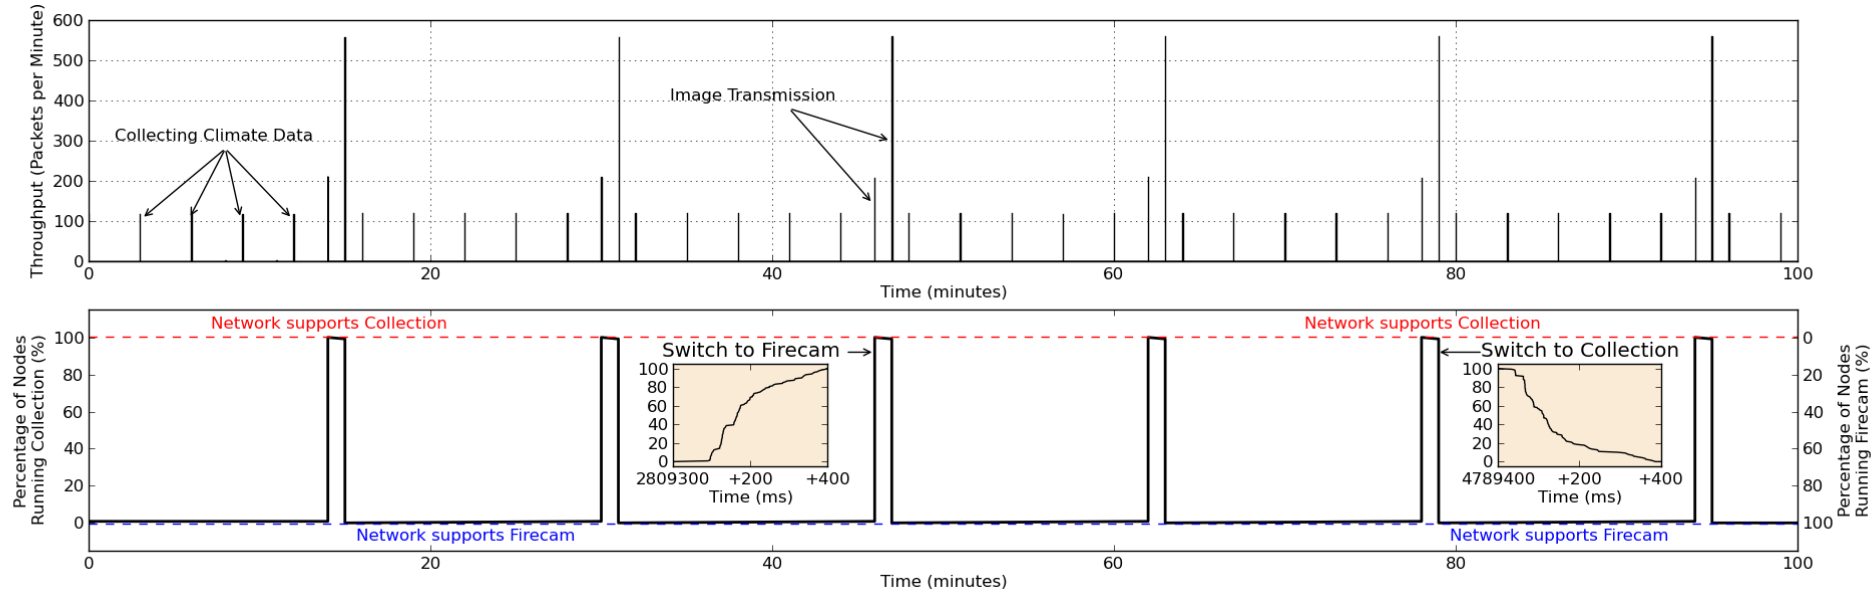 Throughput (Packets per Minute)
600
500
400
300
200
100
0
Collecting Climate Data
Image Transmission
0 20 40 60 80 100
Time (minutes)
Percentage of Nodes
Running Collection (%)
100
80
60
40
20
0
Network supports Collection
Network supports Collection
Switch to Firecam
100
80
60
40
20
0
2809300 +200 +400
Time (ms)
Switch to Collection
100
80
60
40
20
0
4789400 +200 +400
Time (ms)
Network supports Firecam
Network supports Firecam
0
20
40
60
80
100
Percentage of Nodes
Running Firecam (%)
0 20 40 60 80 100
Time (minutes)